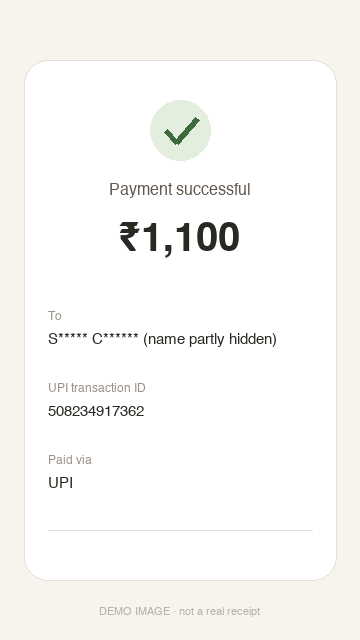 Payment successful
₹1,100
To
S***** C****** (name partly hidden)
UPI transaction ID
508234917362
Paid via
UPI
DEMO IMAGE · not a real receipt